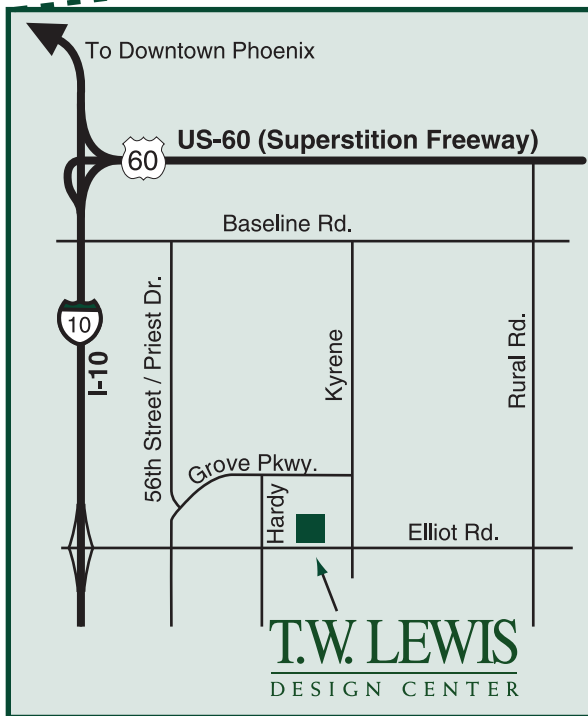 To Downtown Phoenix
US-60 (Superstition Freeway)
60
Baseline Rd.
10
I-10
56th Street / Priest Dr.
Kyrene
Rural Rd.
Grove Pkwy.
Hardy
Elliot Rd.
T.W. LEWIS
DESIGN CENTER